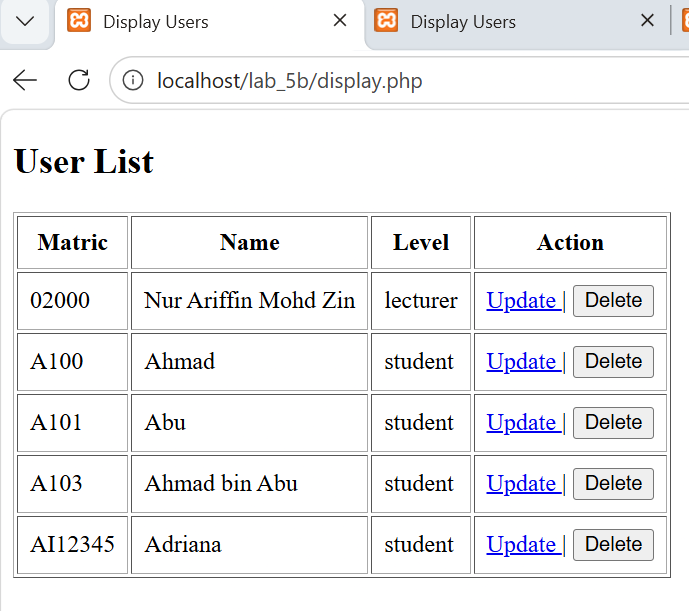 Display Users
Display Users
localhost/lab_5b/display.php
User List
Matric Name Level Action
02000 Nur Ariffin Mohd Zin lecturer Update | Delete
A100 Ahmad student Update | Delete
A101 Abu student Update | Delete
A103 Ahmad bin Abu student Update | Delete
AI12345 Adriana student Update | Delete